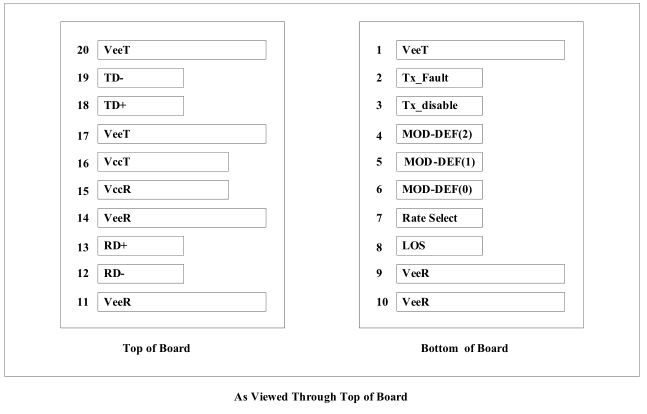 20 VeeT
19 TD-
18 TD+
17 VeeT
16 VccT
15 VccR
14 VeeR
13 RD+
12 RD-
11 VeeR
Top of Board
1 VeeT
2 Tx_Fault
3 Tx_disable
4 MOD-DEF(2)
5 MOD-DEF(1)
6 MOD-DEF(0)
7 Rate Select
8 LOS
9 VeeR
10 VeeR
Bottom of Board
As Viewed Through Top of Board